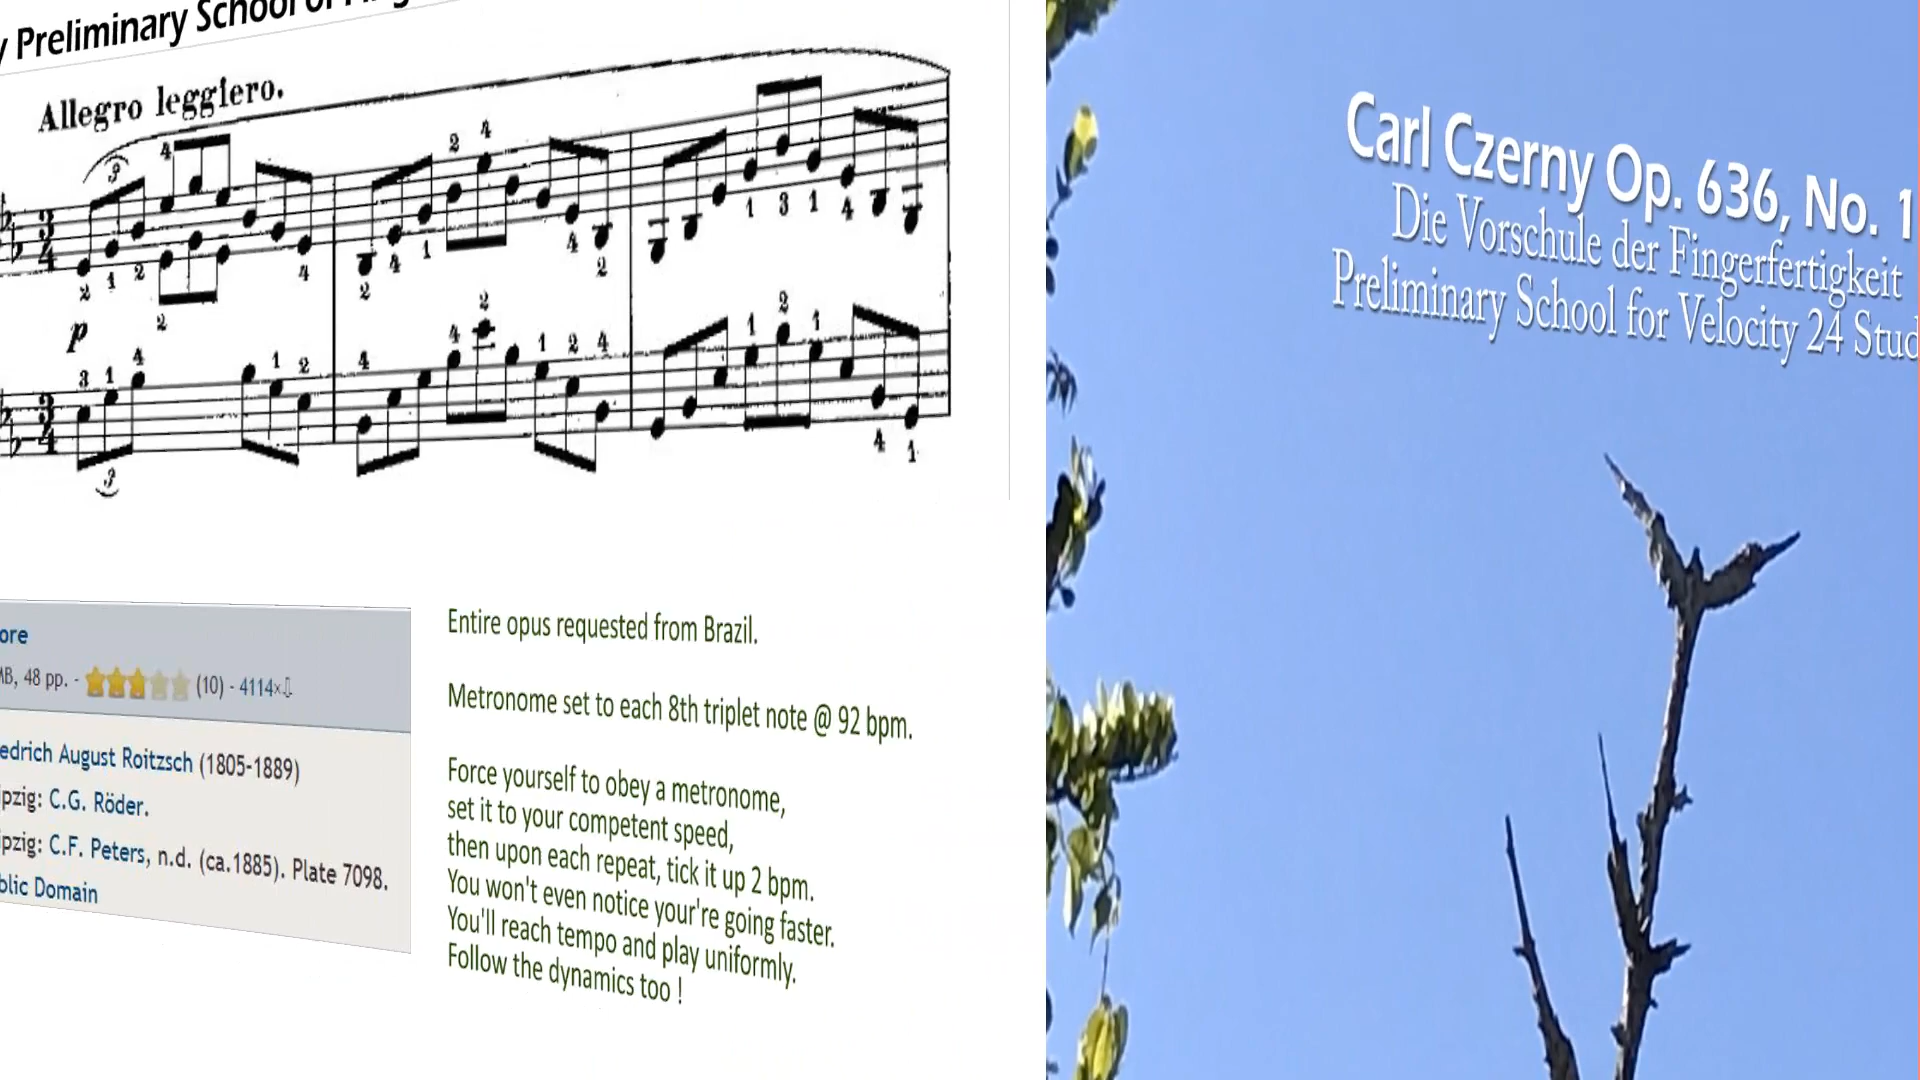 y Preliminary School of Fing
Allegro leggiero.
p
ore
MB, 48 pp. - (10) - 4114×
edrich August Roitzsch (1805-1889)
ipzig: C.G. Röder.
ipzig: C.F. Peters, n.d. (ca.1885). Plate 7098.
blic Domain
Entire opus requested from Brazil.
Metronome set to each 8th triplet note @ 92 bpm.
Force yourself to obey a metronome,
set it to your competent speed,
then upon each repeat, tick it up 2 bpm.
You won't even notice your're going faster.
You'll reach tempo and play uniformly.
Follow the dynamics too !
Carl Czerny Op. 636, No. 1
Die Vorschule der Fingerfertigkeit
Preliminary School for Velocity 24 Stud